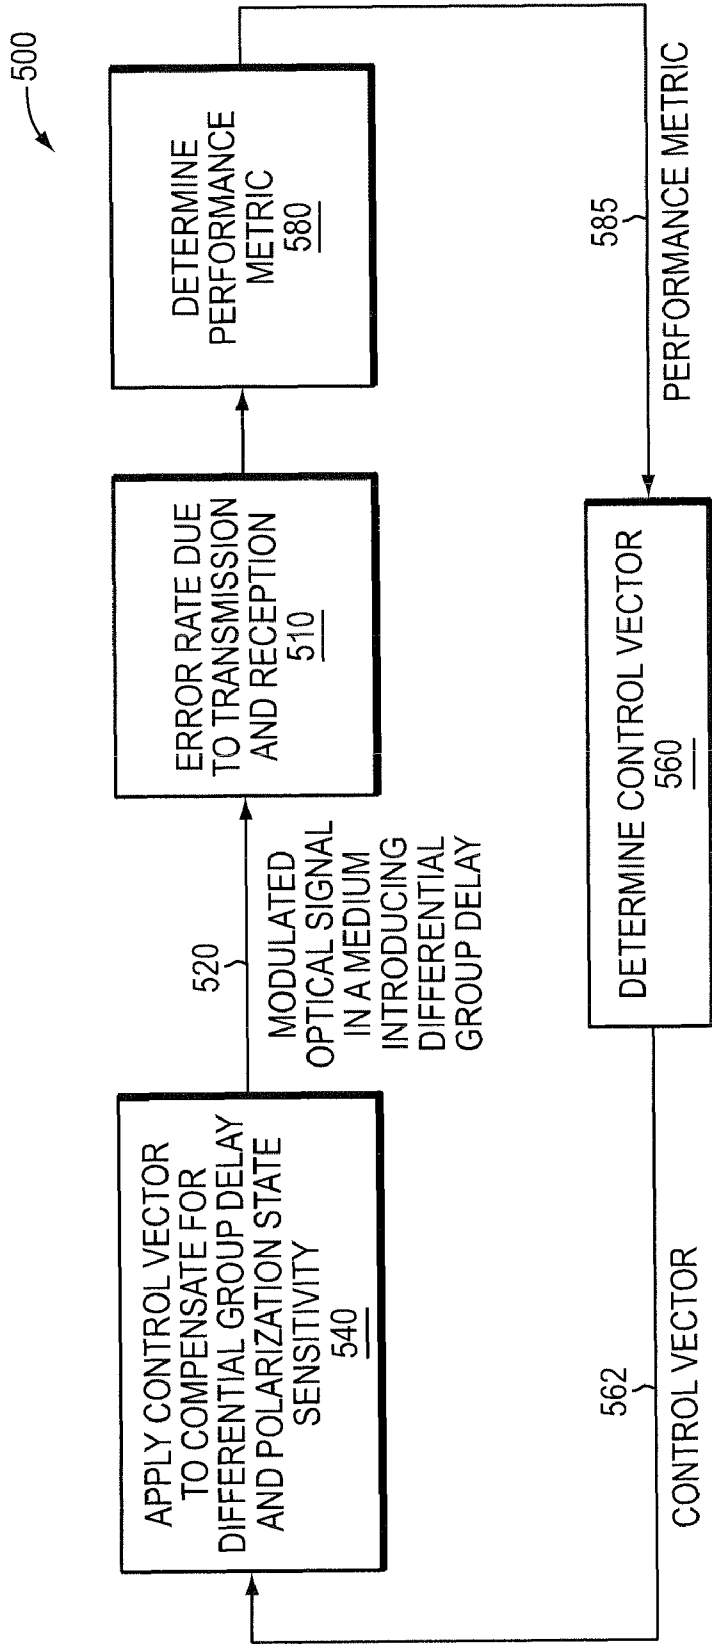 500
APPLY CONTROL VECTOR
TO COMPENSATE FOR
DIFFERENTIAL GROUP DELAY
AND POLARIZATION STATE
SENSITIVITY
540
520
MODULATED
OPTICAL SIGNAL
IN A MEDIUM
INTRODUCING
DIFFERENTIAL
GROUP DELAY
ERROR RATE DUE
TO TRANSMISSION
AND RECEPTION
510
DETERMINE
PERFORMANCE
METRIC
580
585
PERFORMANCE METRIC
DETERMINE CONTROL VECTOR
560
562
CONTROL VECTOR